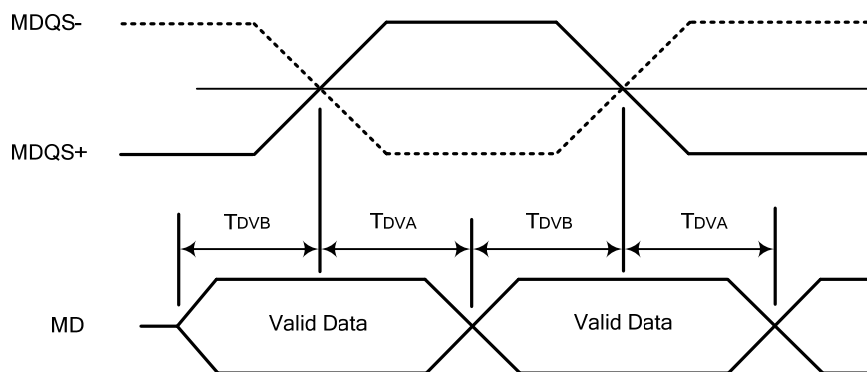 MDQS-
MDQS+
TDVB TDVA TDVB TDVA
MD Valid Data Valid Data